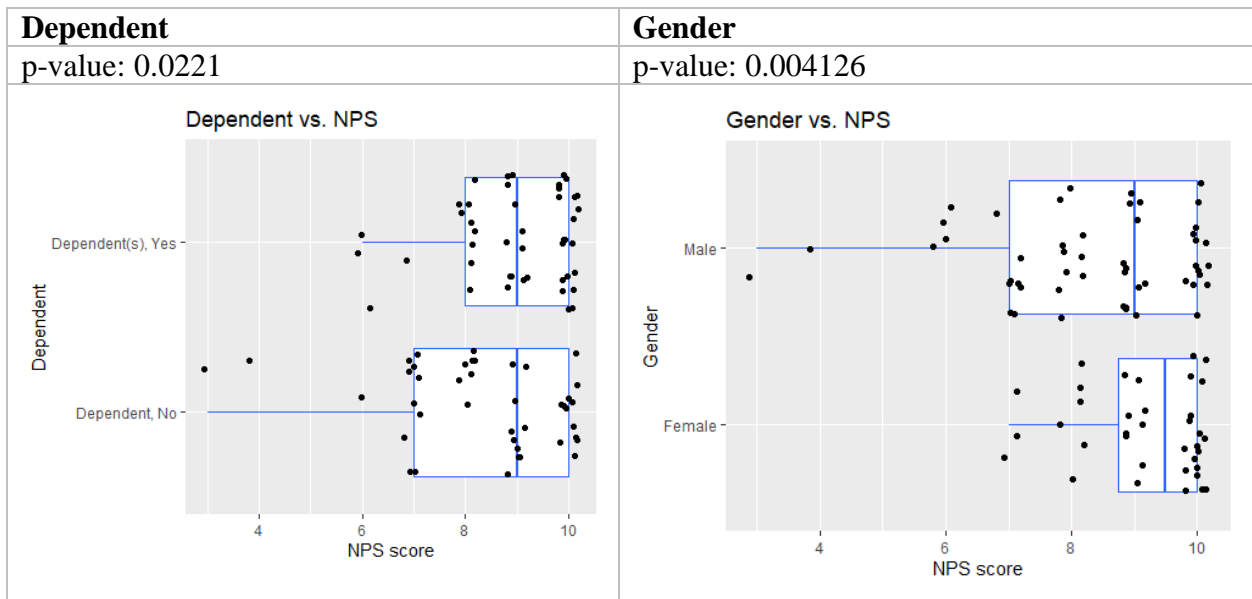 Dependent
p-value: 0.0221
Dependent vs. NPS
Dependent
Dependent(s), Yes
Dependent, No
4 6 8 10
NPS score
Gender
p-value: 0.004126
Gender vs. NPS
Gender
Male
Female
4 6 8 10
NPS score